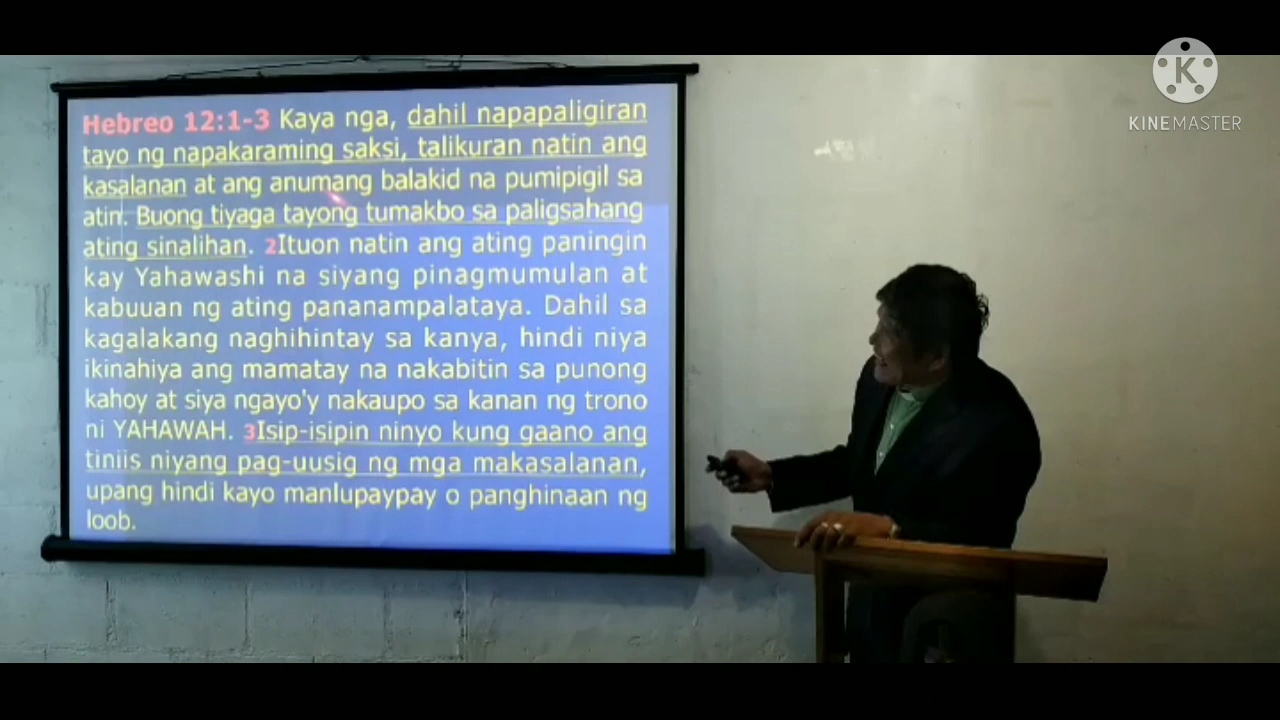 Hebreo 12:1-3 Kaya nga, dahil napapaligiran
tayo ng napakaraming saksi, talikuran natin ang
kasalanan at ang anumang balakid na pumipigil sa
atin. Buong tiyaga tayong tumakbo sa paligsahang
ating sinalihan. 2Ituon natin ang ating paningin
kay Yahawashi na siyang pinagmumulan at
kabuuan ng ating pananampalataya. Dahil sa
kagalakang naghihintay sa kanya, hindi niya
ikinahiya ang mamatay na nakabitin sa punong
kahoy at siya ngayo'y nakaupo sa kanan ng trono
ni YAHAWAH. 3Isip-isipin ninyo kung gaano ang
tiniis niyang pag-uusig ng mga makasalanan,
upang hindi kayo manlupaypay o panghinaan ng
loob.
K
KINEMASTER